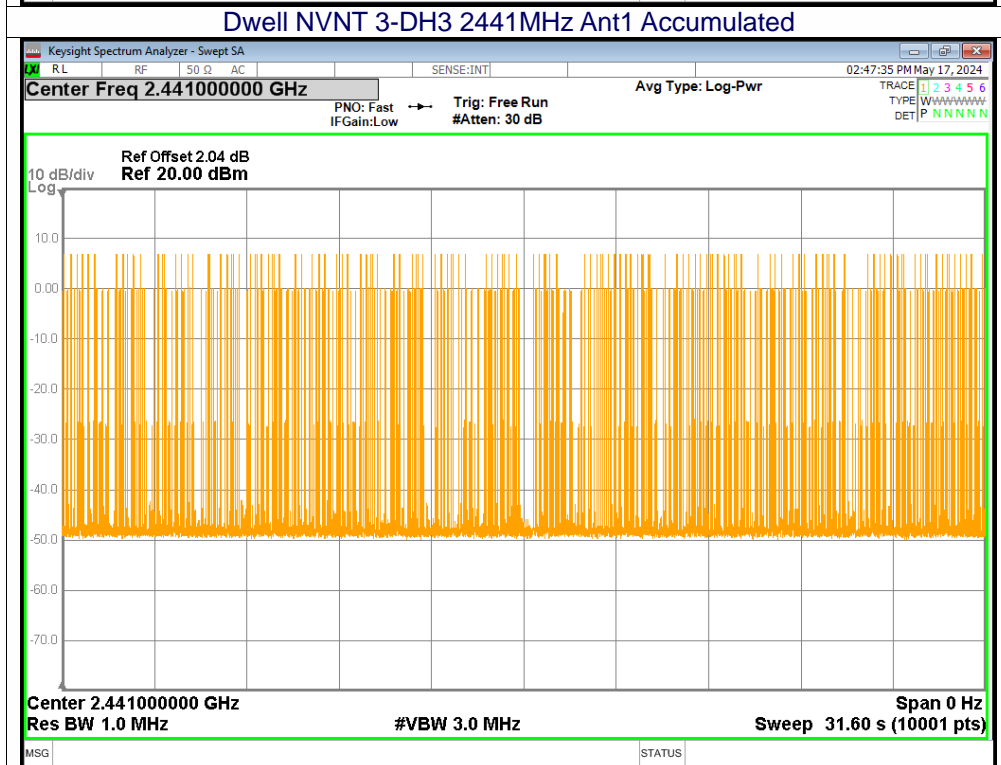 Dwell NVNT 3-DH3 2441MHz Ant1 Accumulated
Keysight Spectrum Analyzer - Swept SA
LXI RL RF 50 Ω AC SENSE:INT 02:47:35 PM May 17, 2024
Center Freq 2.441000000 GHz Avg Type: Log-Pwr TRACE 1 2 3 4 5 6
PNO: Fast Trig: Free Run TYPE WWWWWWW
IFGain:Low #Atten: 30 dB DET P N N N N N
Ref Offset 2.04 dB
10 dB/div Ref 20.00 dBm
Log
10.0
0.00
-10.0
-20.0
-30.0
-40.0
-50.0
-60.0
-70.0
Center 2.441000000 GHz Span 0 Hz
Res BW 1.0 MHz #VBW 3.0 MHz Sweep 31.60 s (10001 pts)
MSG STATUS